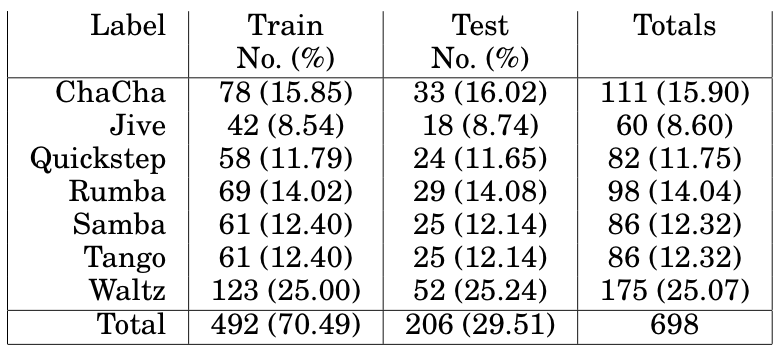 Label Train Test Totals
No. (%) No. (%)
ChaCha 78 (15.85) 33 (16.02) 111 (15.90)
Jive 42 (8.54) 18 (8.74) 60 (8.60)
Quickstep 58 (11.79) 24 (11.65) 82 (11.75)
Rumba 69 (14.02) 29 (14.08) 98 (14.04)
Samba 61 (12.40) 25 (12.14) 86 (12.32)
Tango 61 (12.40) 25 (12.14) 86 (12.32)
Waltz 123 (25.00) 52 (25.24) 175 (25.07)
Total 492 (70.49) 206 (29.51) 698